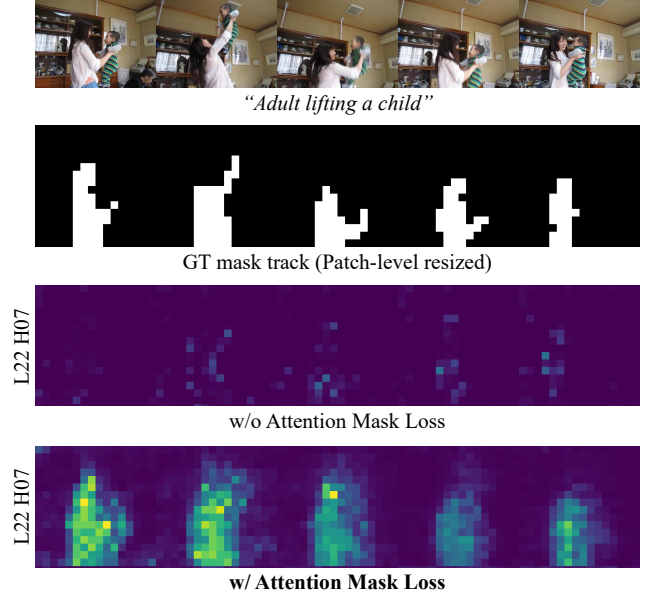 “Adult lifting a child”
GT mask track (Patch-level resized)
L22 H07
w/o Attention Mask Loss
L22 H07
w/ Attention Mask Loss